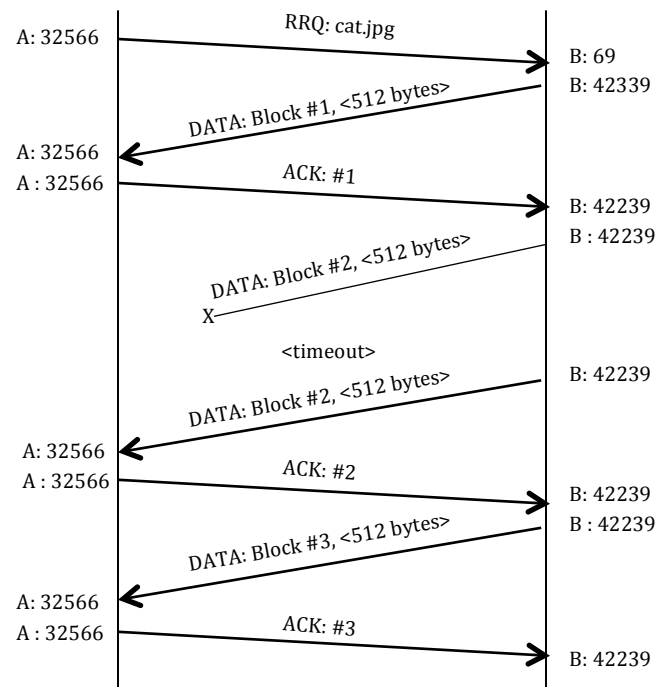 RRQ: cat.jpg
A: 32566
B: 69
B: 42339
DATA: Block #1, <512 bytes>
A: 32566
ACK: #1
A : 32566
B: 42239
B : 42239
DATA: Block #2, <512 bytes>
X
<timeout>
B: 42239
DATA: Block #2, <512 bytes>
A: 32566
ACK: #2
A : 32566
B: 42239
B : 42239
DATA: Block #3, <512 bytes>
A: 32566
ACK: #3
A : 32566
B: 42239